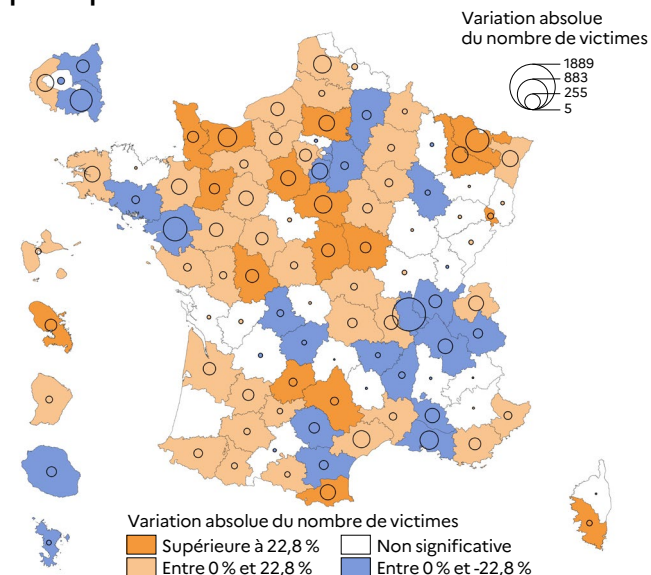 Variation absolue
du nombre de victimes
1889
883
255
5
Variation absolue du nombre de victimes
Supérieure à 22,8 %
Non significative
Entre 0 % et 22,8 %
Entre 0 % et -22,8 %